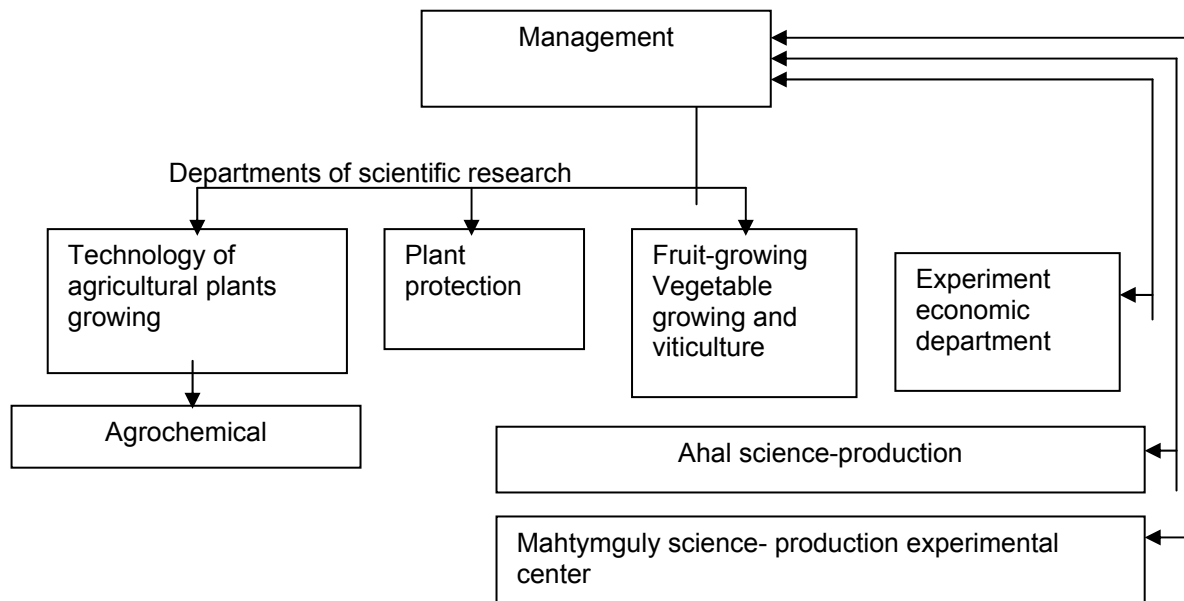 Management
Departments of scientific research
Technology of
agricultural plants
growing
Plant
protection
Fruit-growing
Vegetable
growing and
viticulture
Experiment
economic
department
Agrochemical
Ahal science-production
Mahtymguly science- production experimental
center